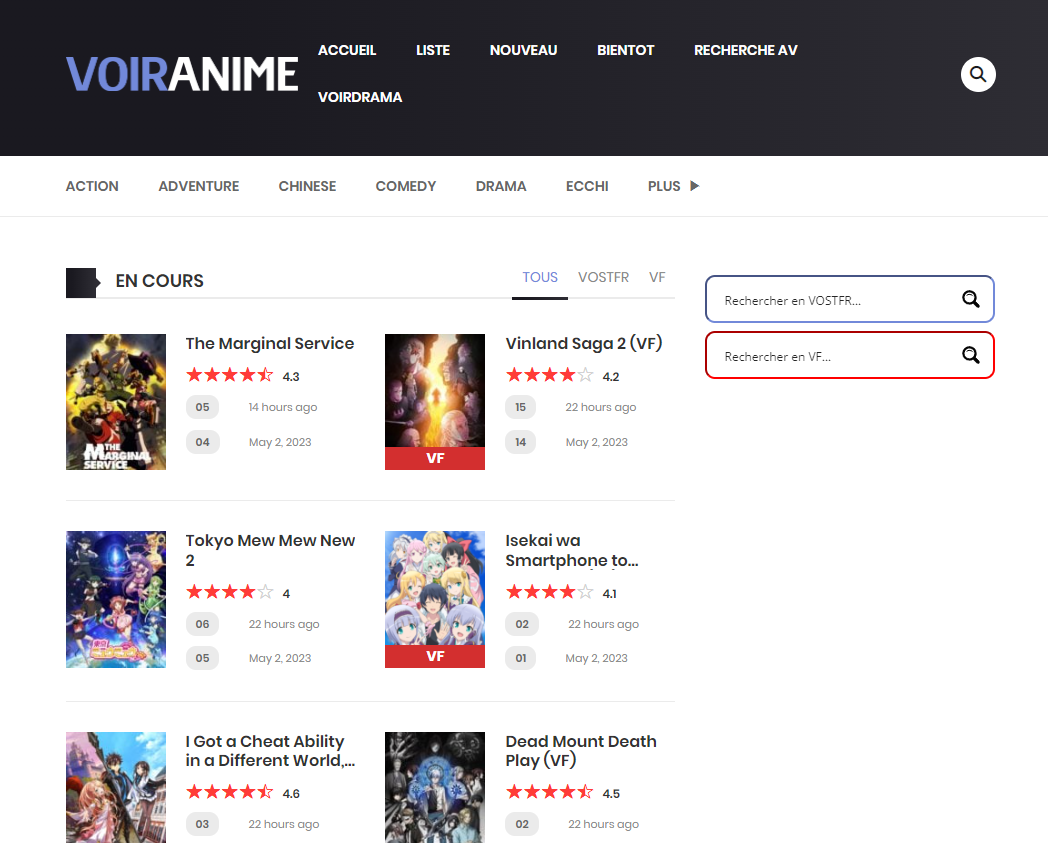 VOIRANIME
ACCUEIL LISTE NOUVEAU BIENTOT RECHERCHE AV
VOIRDRAMA
ACTION ADVENTURE CHINESE COMEDY DRAMA ECCHI PLUS
EN COURS
TOUS VOSTFR VF
Rechercher en VOSTFR...
Rechercher en VF...
THE MARGINAL SERVICE
The Marginal Service
4.3
05 14 hours ago
04 May 2, 2023
VF
Vinland Saga 2 (VF)
4.2
15 22 hours ago
14 May 2, 2023
Tokyo Mew Mew New
2
4
06 22 hours ago
05 May 2, 2023
VF
Isekai wa
Smartphone to...
4.1
02 22 hours ago
01 May 2, 2023
I Got a Cheat Ability
in a Different World,...
4.6
03 22 hours ago
Dead Mount Death
Play (VF)
4.5
02 22 hours ago